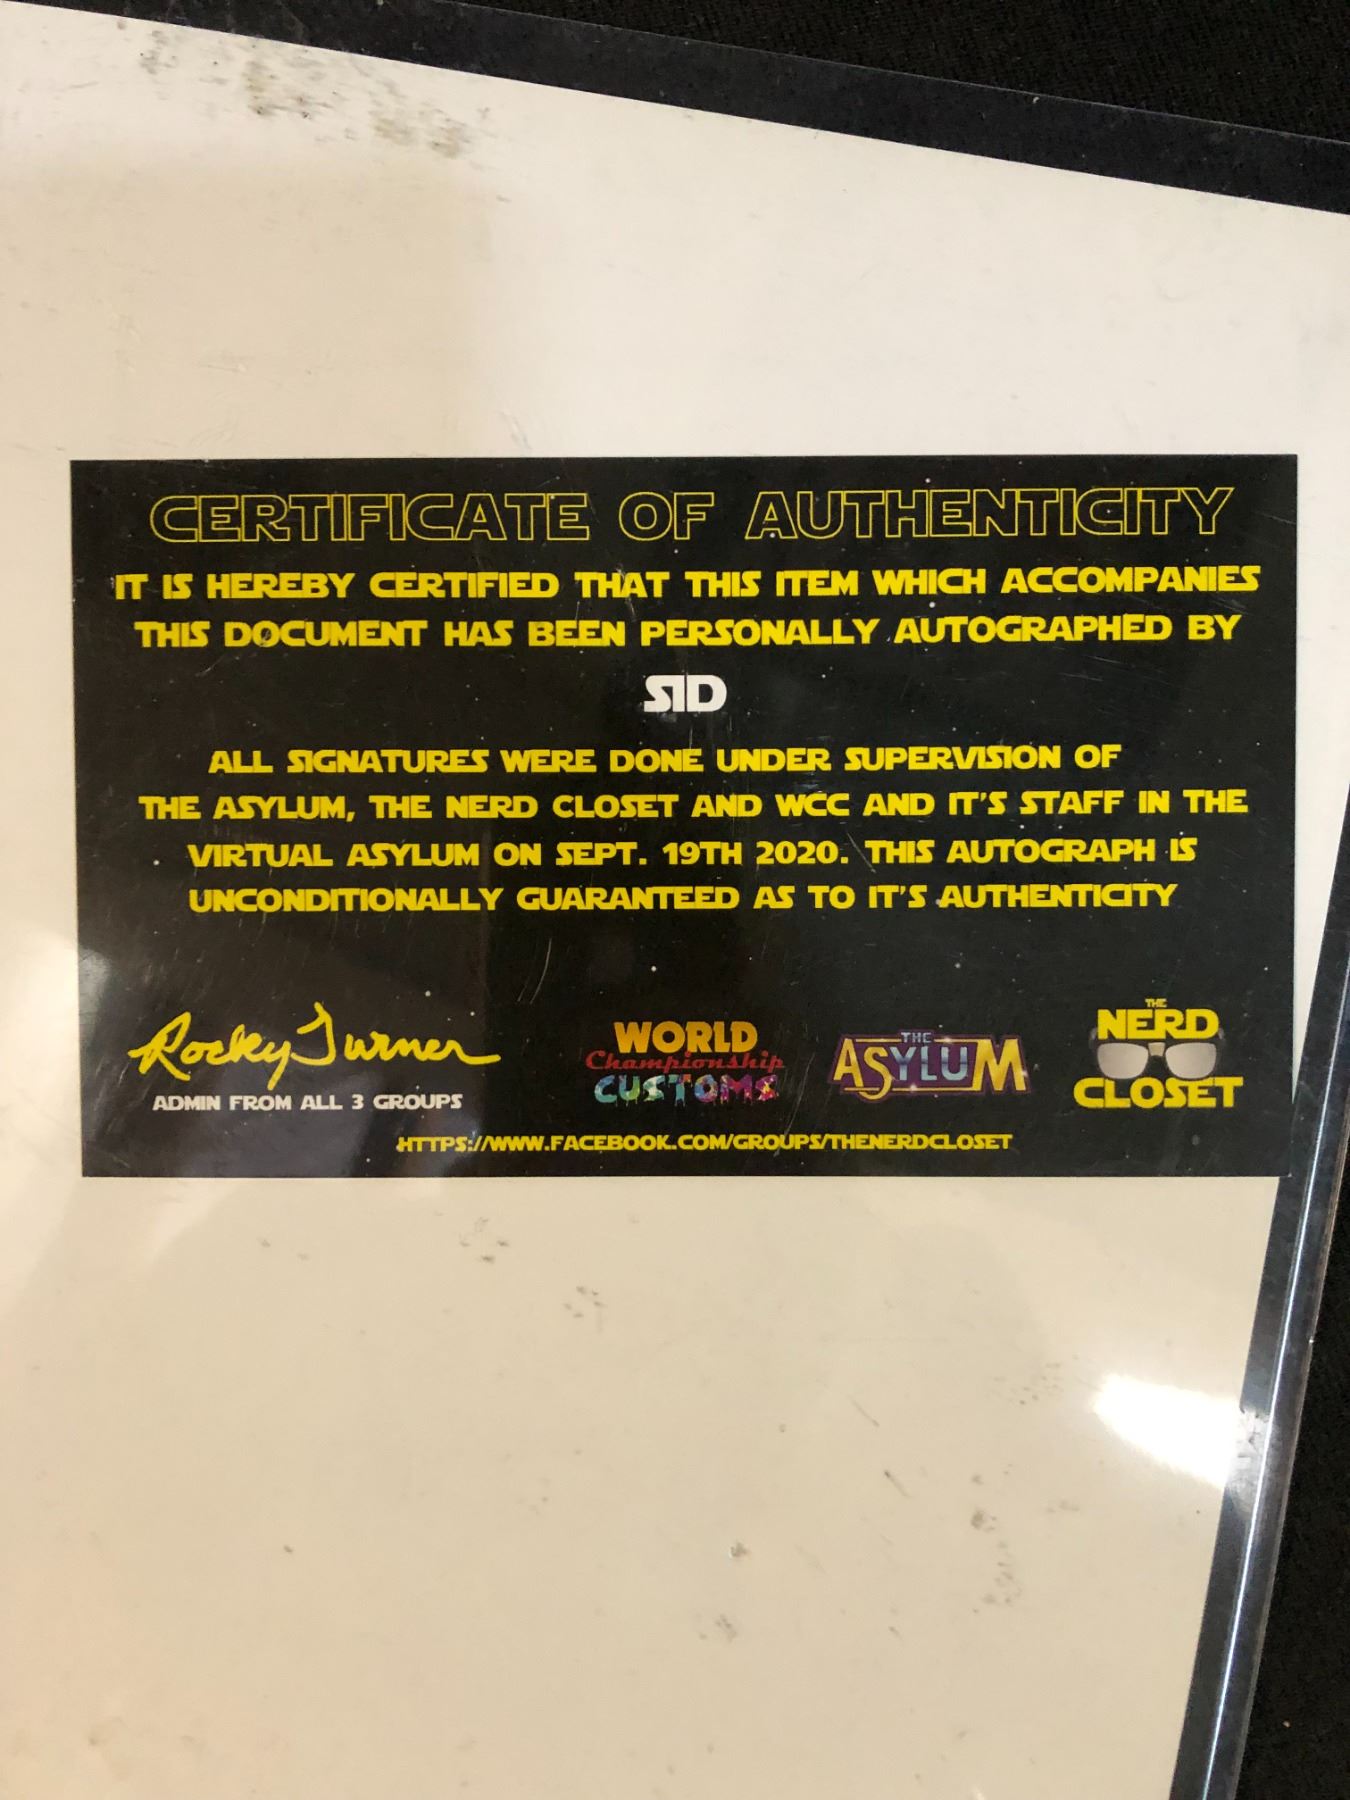 CERTIFICATE OF AUTHENTICITY
IT IS HEREBY CERTIFIED THAT THIS ITEM WHICH ACCOMPANIES
THIS DOCUMENT HAS BEEN PERSONALLY AUTOGRAPHED BY
SID
ALL SIGNATURES WERE DONE UNDER SUPERVISION OF
THE ASYLUM, THE NERD CLOSET AND WCC AND IT'S STAFF IN THE
VIRTUAL ASYLUM ON SEPT. 19TH 2020. THIS AUTOGRAPH IS
UNCONDITIONALLY GUARANTEED AS TO IT'S AUTHENTICITY
Rocky Turner
ADMIN FROM ALL 3 GROUPS
WORLD
Championship
CUSTOMS
THE
ASYLUM
THE
NERD
CLOSET
HTTPS://WWW.FACEBOOK.COM/GROUPS/THENERDCLOSET